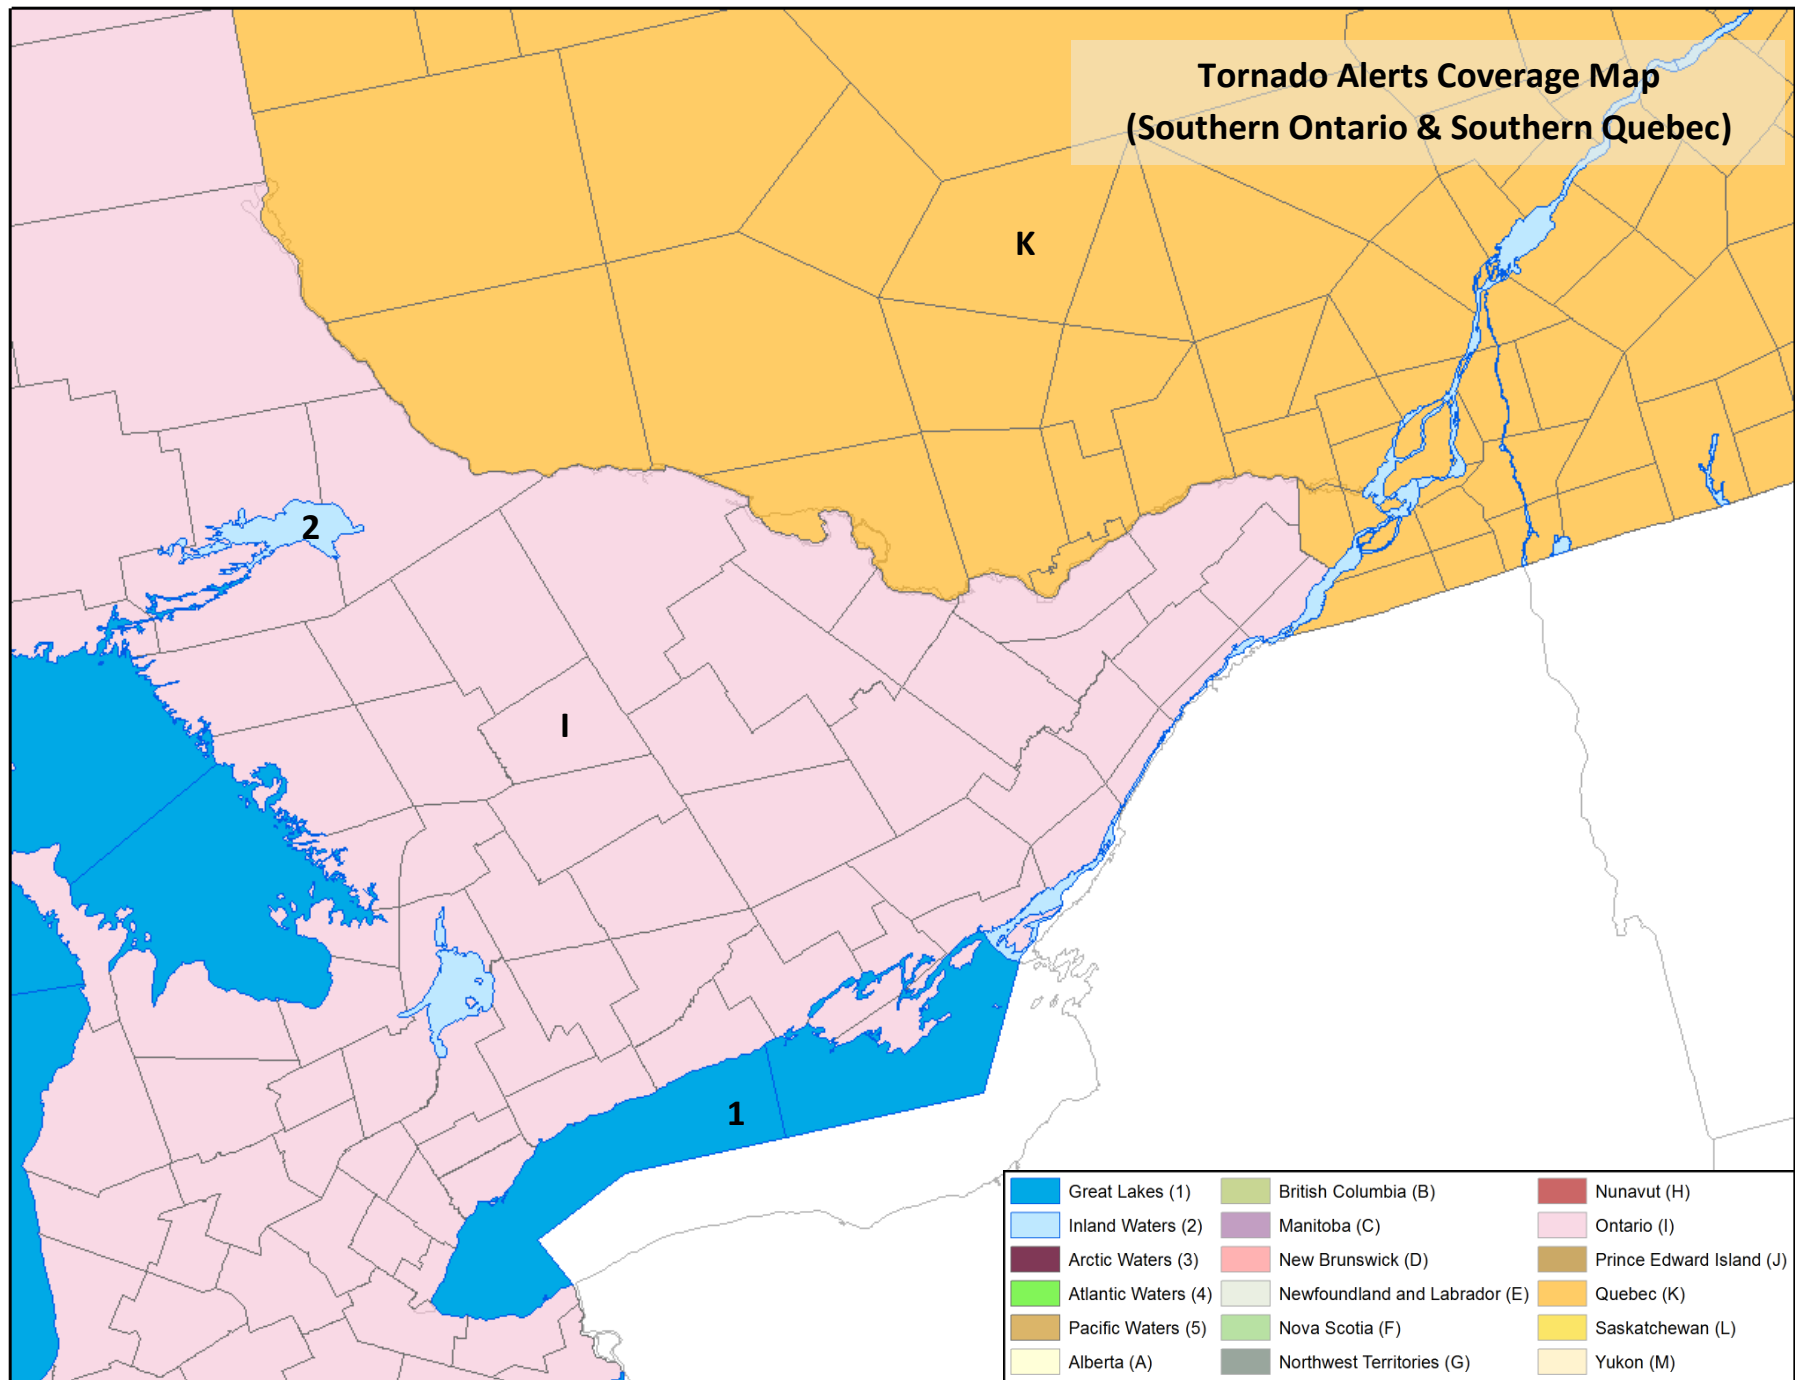 Tornado Alerts Coverage Map
(Southern Ontario & Southern Quebec)
K
2
I
1
Great Lakes (1)
Inland Waters (2)
Arctic Waters (3)
Atlantic Waters (4)
Pacific Waters (5)
Alberta (A)
British Columbia (B)
Manitoba (C)
New Brunswick (D)
Newfoundland and Labrador (E)
Nova Scotia (F)
Northwest Territories (G)
Nunavut (H)
Ontario (I)
Prince Edward Island (J)
Quebec (K)
Saskatchewan (L)
Yukon (M)